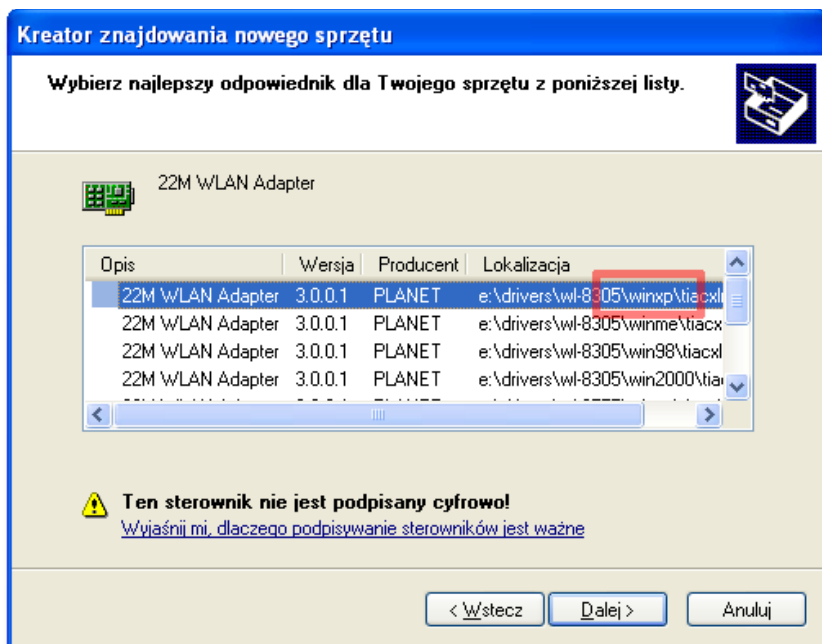 Kreator znajdowania nowego sprzętu
Wybierz najlepszy odpowiednik dla Twojego sprzętu z poniższej listy.
22M WLAN Adapter
Opis Wersja Producent Lokalizacja
22M WLAN Adapter 3.0.0.1 PLANET e:\drivers\wl-8305\winxp\tiacxl
22M WLAN Adapter 3.0.0.1 PLANET e:\drivers\wl-8305\winme\tiacx
22M WLAN Adapter 3.0.0.1 PLANET e:\drivers\wl-8305\win98\tiacxl
22M WLAN Adapter 3.0.0.1 PLANET e:\drivers\wl-8305\win2000\tia
Ten sterownik nie jest podpisany cyfrowo!
Wyjaśnij mi, dlaczego podpisywanie sterowników jest ważne
< Wstecz Dalej > Anuluj